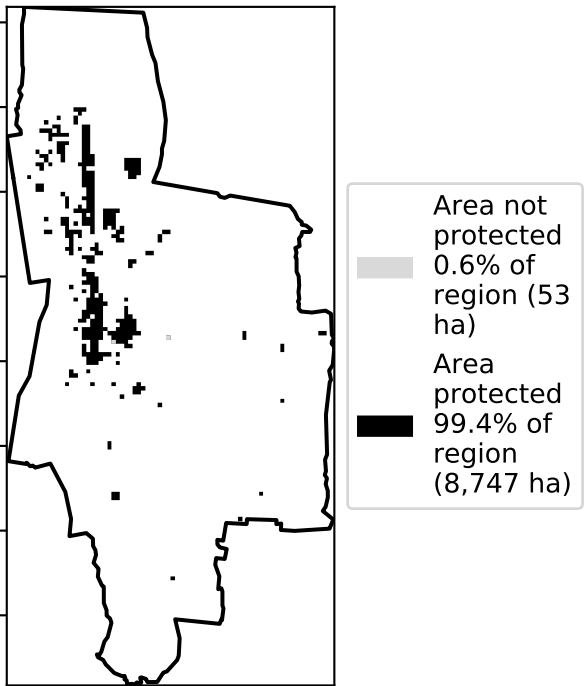 Area not
protected
0.6% of
region (53
ha)
Area
protected
99.4% of
region
(8,747 ha)